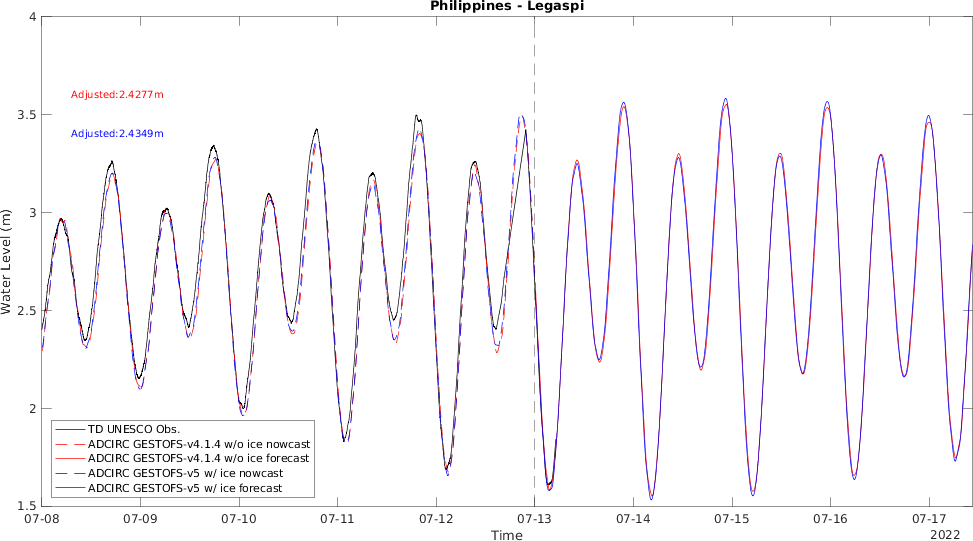 Philippines - Legaspi
4
3.5
3
2.5
2
1.5
Water Level (m)
Adjusted:2.4277m
Adjusted:2.4349m
TD UNESCO Obs.
ADCIRC GESTOFS-v4.1.4 w/o ice nowcast
ADCIRC GESTOFS-v4.1.4 w/o ice forecast
ADCIRC GESTOFS-v5 w/ ice nowcast
ADCIRC GESTOFS-v5 w/ ice forecast
07-08 07-09 07-10 07-11 07-12 07-13 07-14 07-15 07-16 07-17
Time
2022